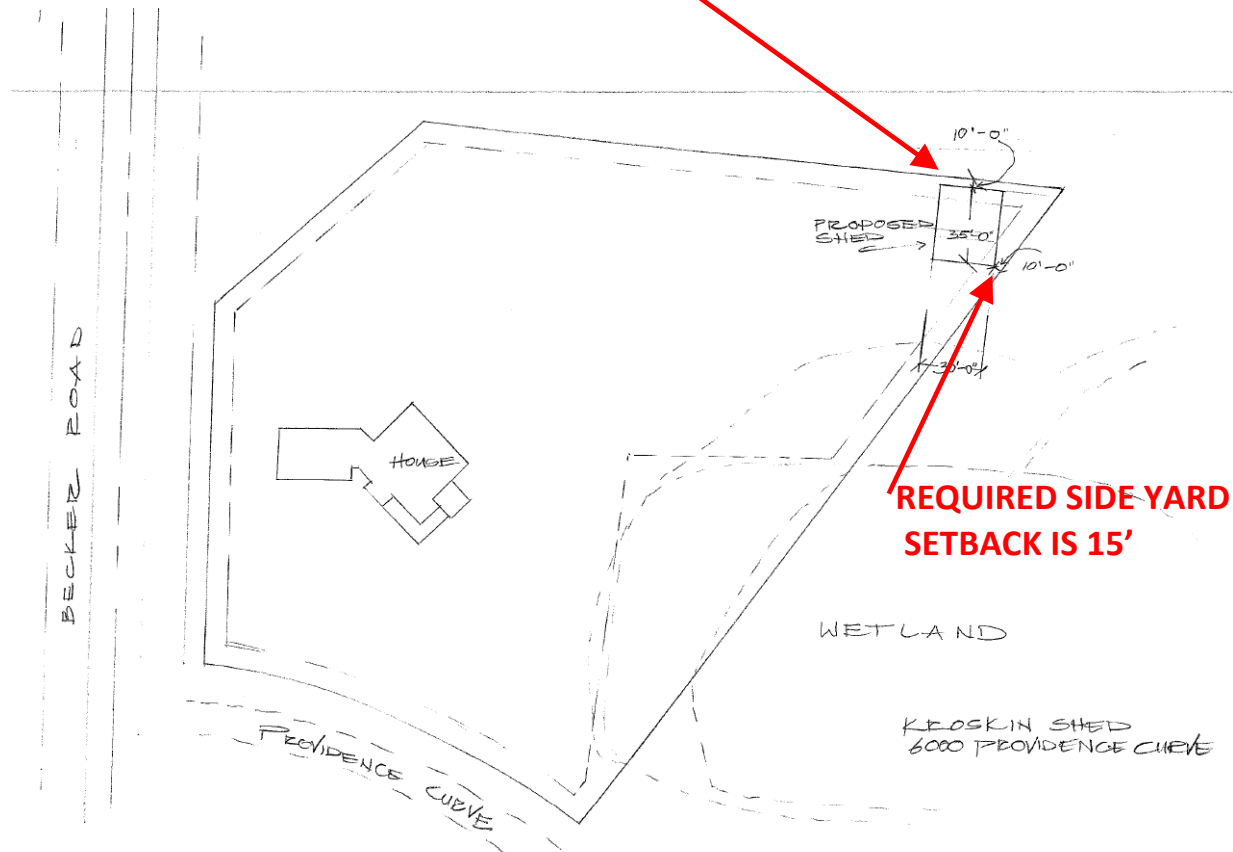 10'-0"
PROPOSED
SHED
35'-0"
10'-0"
30'-0"
BECKER ROAD
HOUSE
REQUIRED SIDE YARD
SETBACK IS 15’
WETLAND
KROSKIN SHED
6000 PROVIDENCE CURVE
PROVIDENCE CURVE